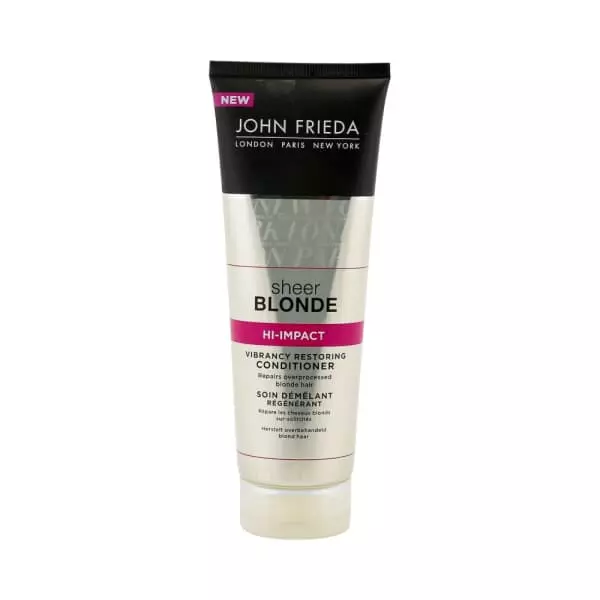 NEW
JOHN FRIEDA
LONDON PARIS NEW YORK
sheer
BLONDE
HI-IMPACT
VIBRANCY RESTORING
CONDITIONER
Repairs overprocessed
blonde hair
SOIN DÉMÊLANT
RÉGÉNÉRANT
Répare les cheveux blonds
sur-sollicités
Herstelt overbehandeld
blond haar